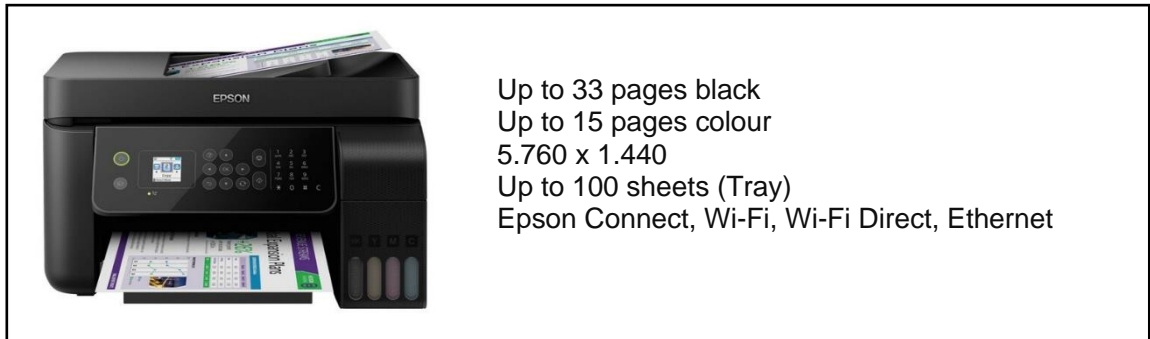 EPSON
Up to 33 pages black
Up to 15 pages colour
5.760 x 1.440
Up to 100 sheets (Tray)
Epson Connect, Wi-Fi, Wi-Fi Direct, Ethernet